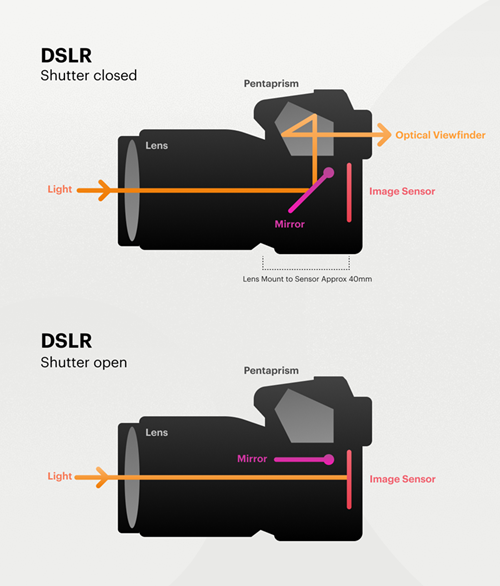 DSLR
Shutter closed
Pentaprism
Lens
Optical Viewfinder
Light
Image Sensor
Mirror
Lens Mount to Sensor Approx 40mm
DSLR
Shutter open
Pentaprism
Lens
Mirror
Light
Image Sensor